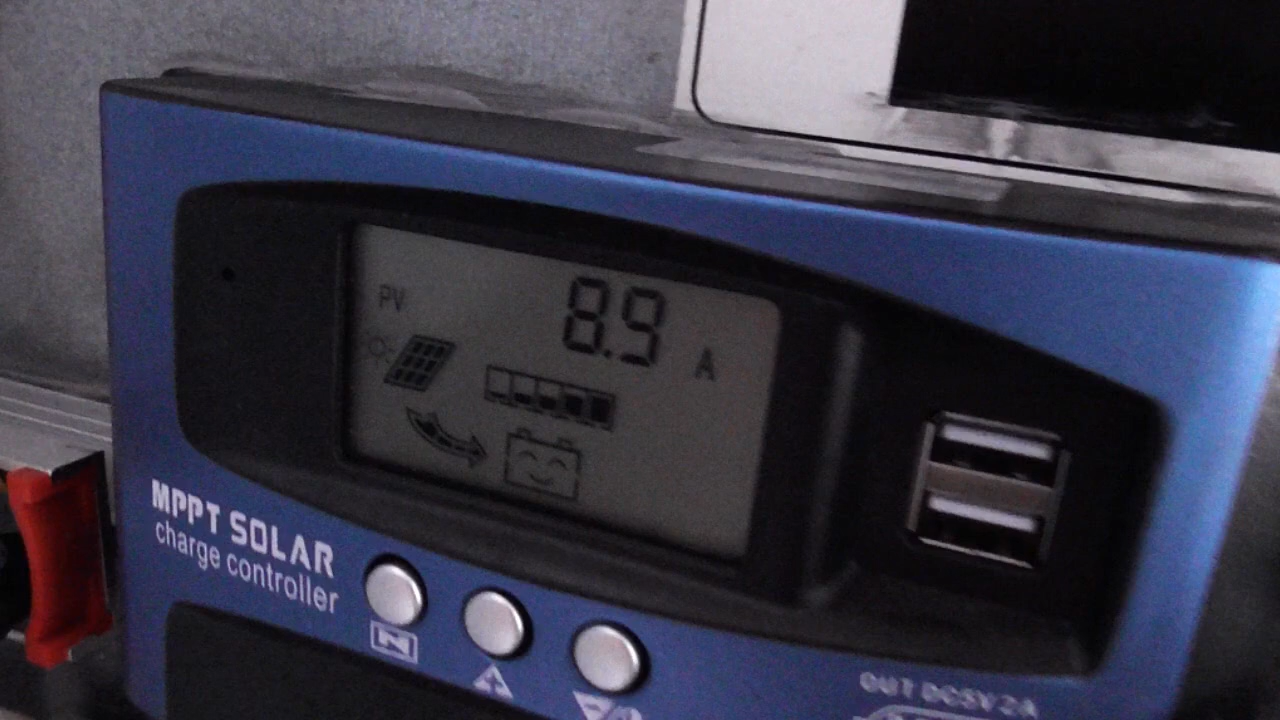 PV
8.9 A
MPPT SOLAR
charge controller
OUT DC5V 2A